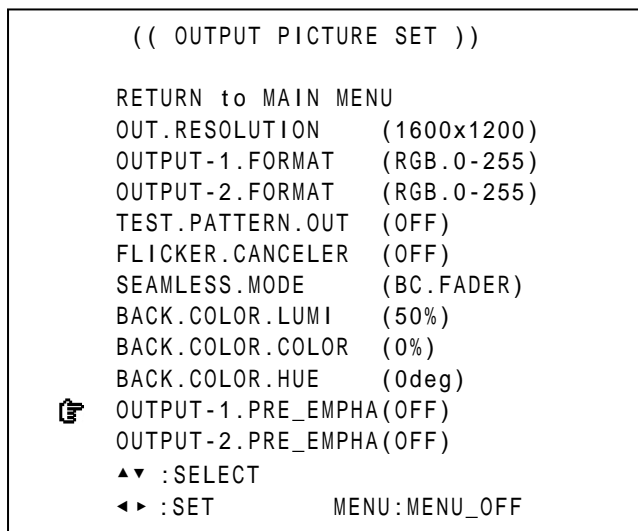 (( OUTPUT PICTURE SET ))
RETURN to MAIN MENU
OUT.RESOLUTION (1600x1200)
OUTPUT-1.FORMAT (RGB.0-255)
OUTPUT-2.FORMAT (RGB.0-255)
TEST.PATTERN.OUT (OFF)
FLICKER.CANCELER (OFF)
SEAMLESS.MODE (BC.FADER)
BACK.COLOR.LUMI (50%)
BACK.COLOR.COLOR (0%)
BACK.COLOR.HUE (0deg)
OUTPUT-1.PRE_EMPHA(OFF)
OUTPUT-2.PRE_EMPHA(OFF)
▲▼ :SELECT
◄► :SET MENU:MENU_OFF